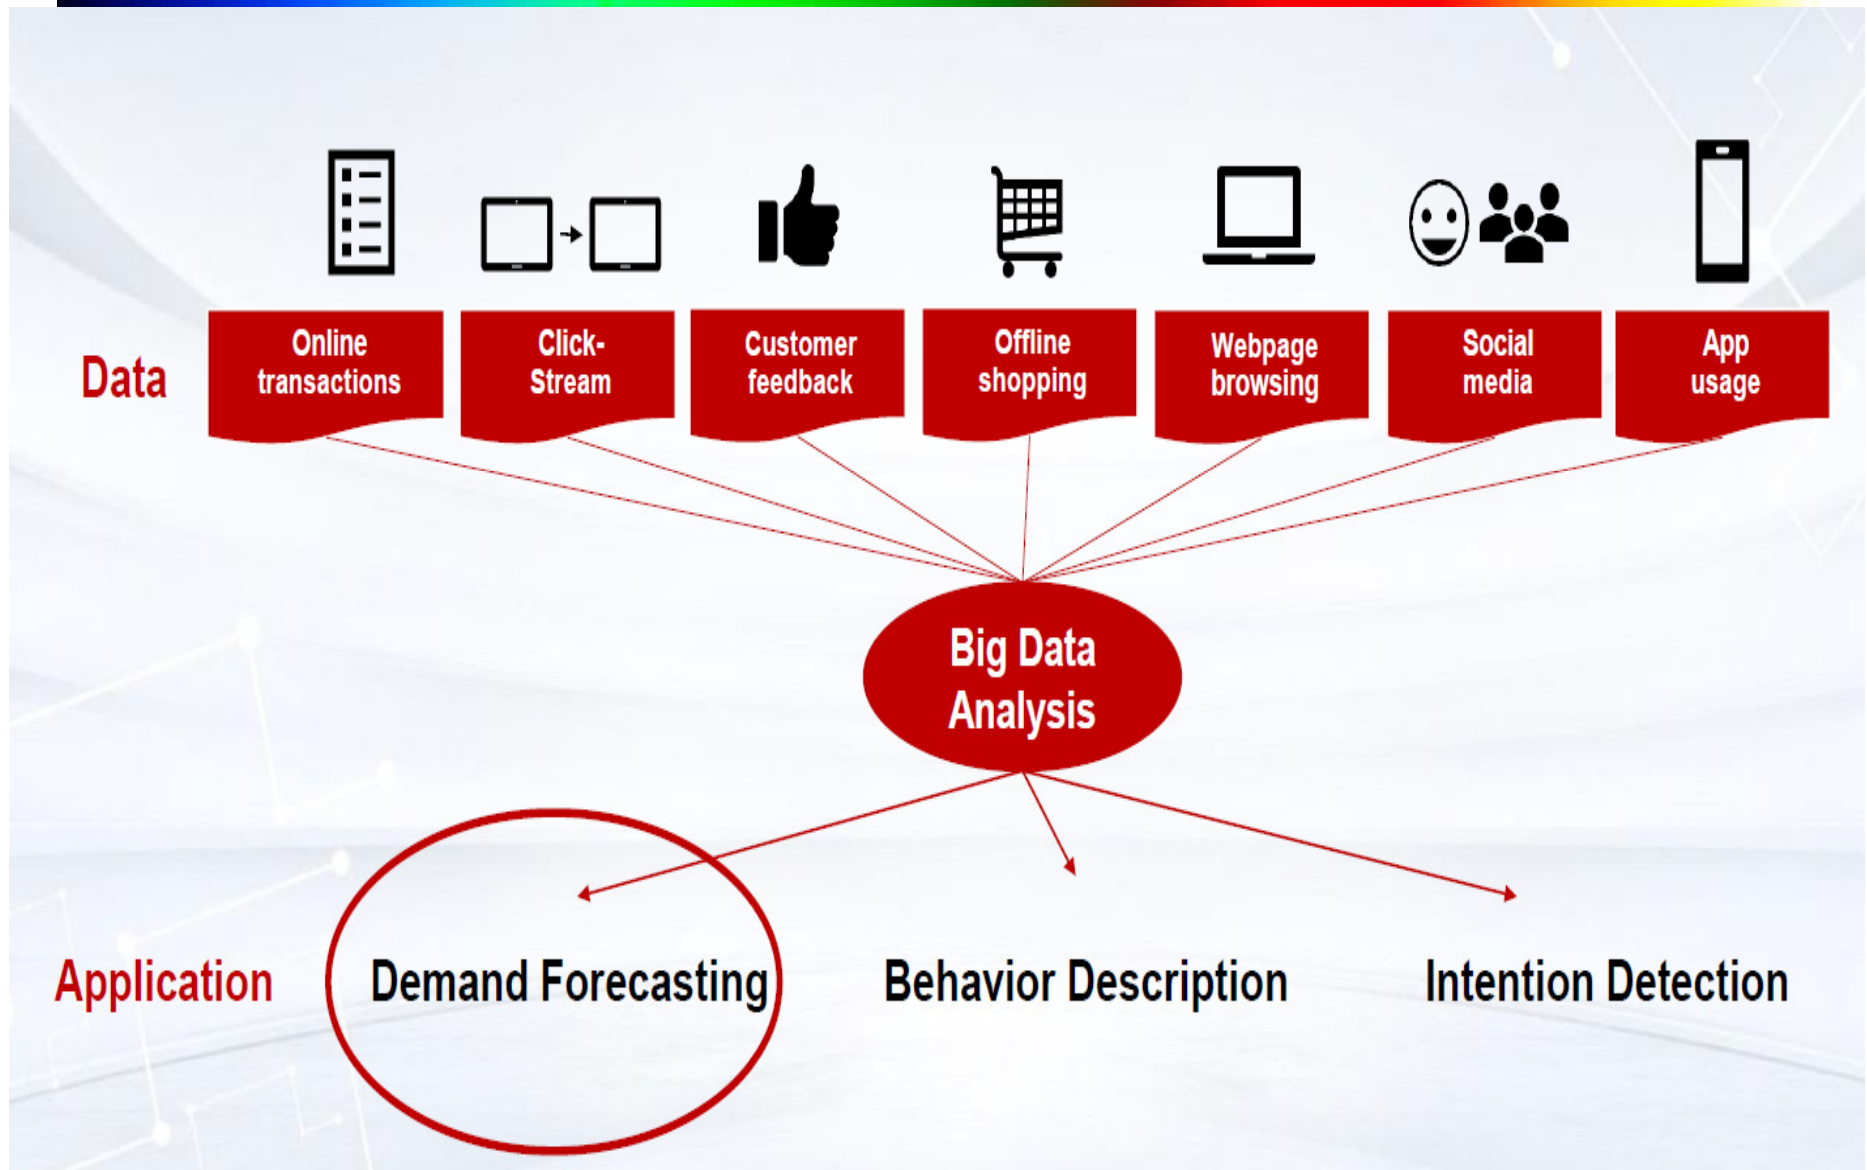 Data
Online
transactions
Click-
Stream
Customer
feedback
Offline
shopping
Webpage
browsing
Social
media
App
usage
Big Data
Analysis
Application
Demand Forecasting
Behavior Description
Intention Detection